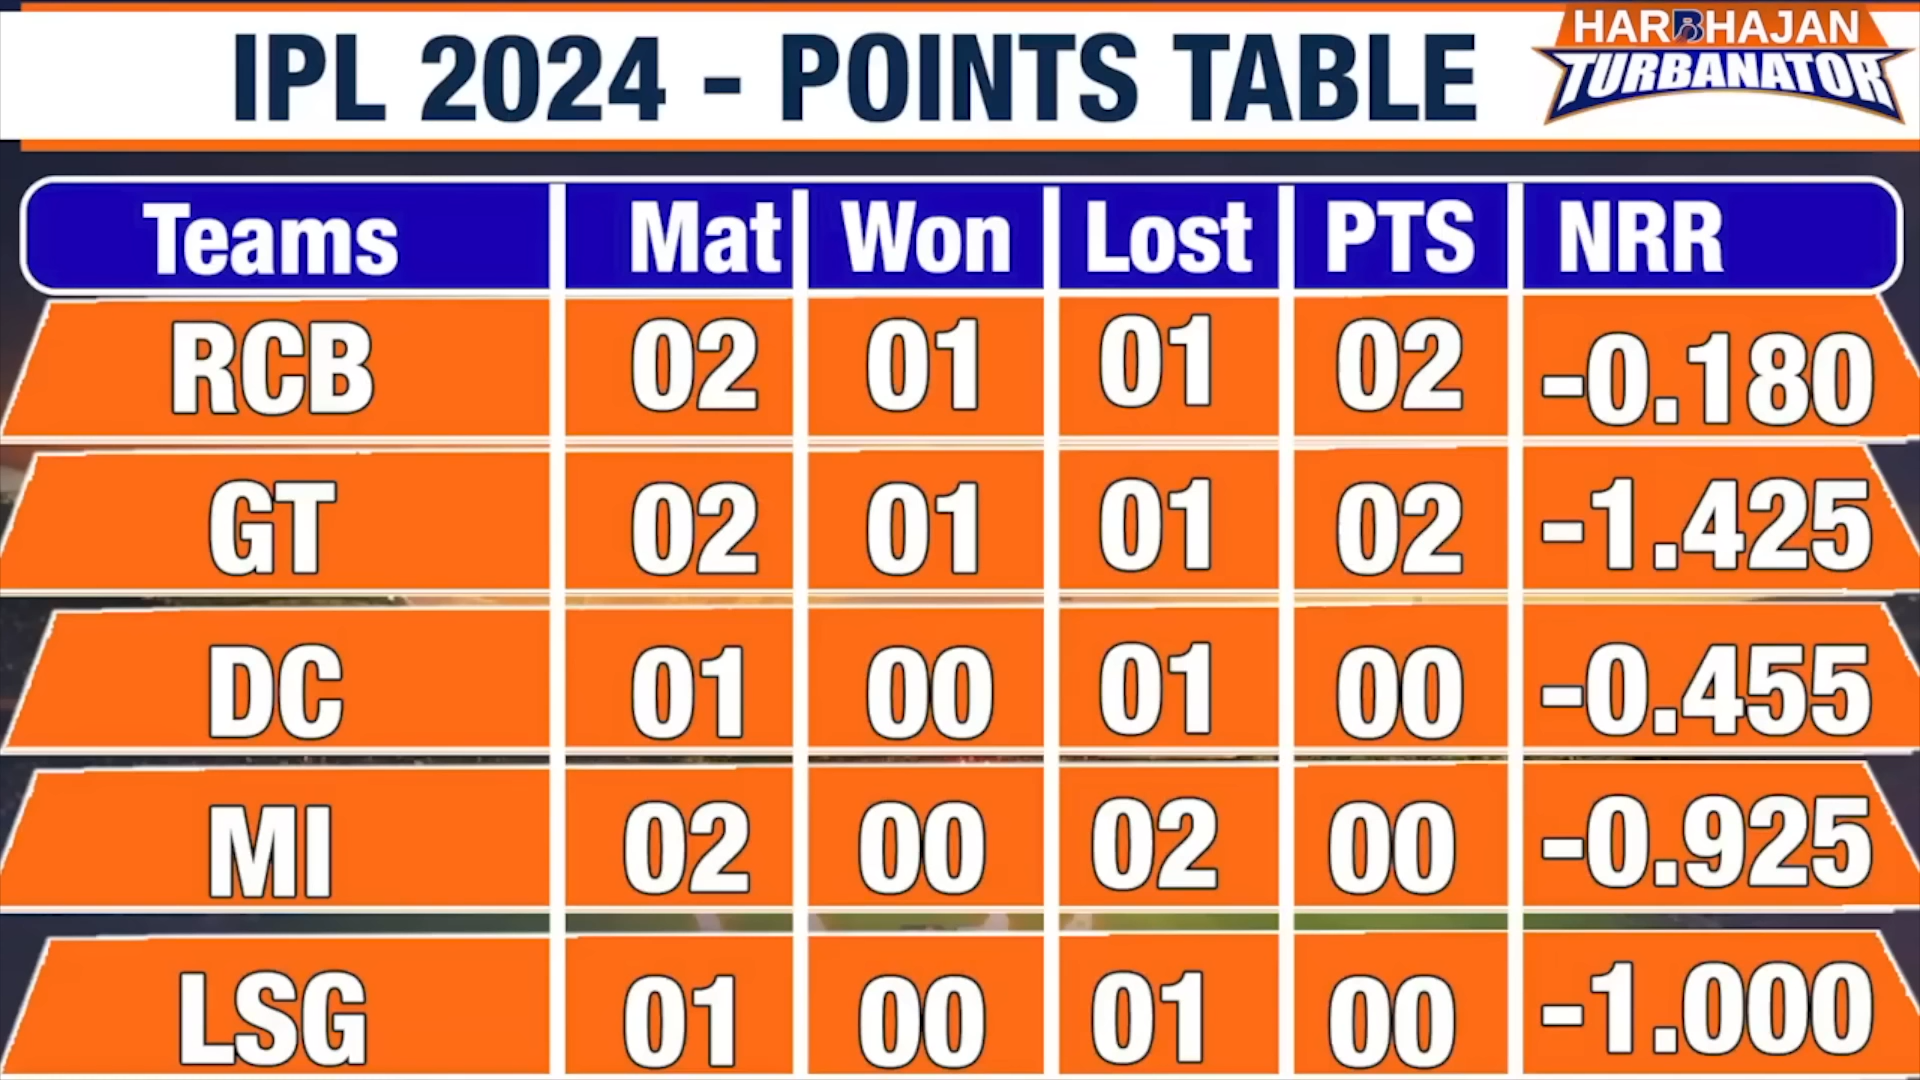 HARBHAJAN
TURBANATOR
IPL 2024 - POINTS TABLE
Teams Mat Won Lost PTS NRR
RCB 02 01 01 02 -0.180
GT 02 01 01 02 -1.425
DC 01 00 01 00 -0.455
MI 02 00 02 00 -0.925
LSG 01 00 01 00 -1.000